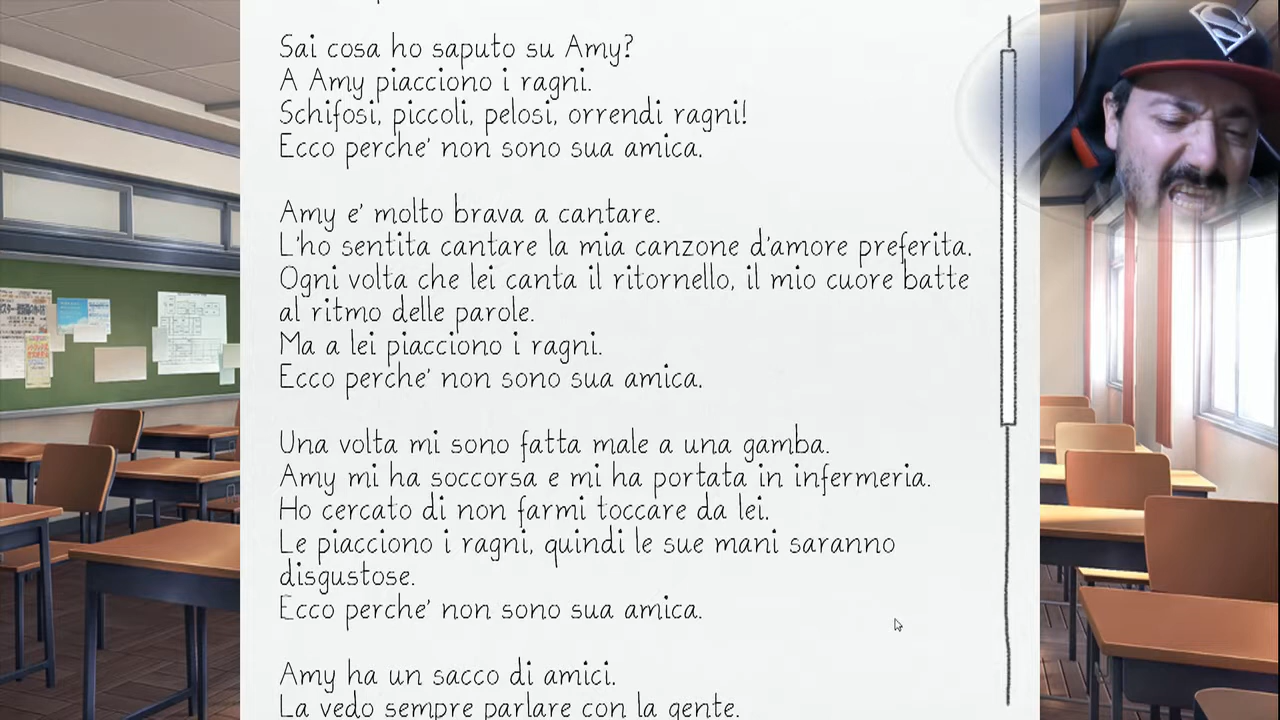 Sai cosa ho saputo su Amy?
A Amy piacciono i ragni.
Schifosi, piccoli, pelosi, orrendi ragni!
Ecco perche' non sono sua amica.
Amy e' molto brava a cantare.
L'ho sentita cantare la mia canzone d'amore preferita.
Ogni volta che lei canta il ritornello, il mio cuore batte
al ritmo delle parole.
Ma a lei piacciono i ragni.
Ecco perche' non sono sua amica.
Una volta mi sono fatta male a una gamba.
Amy mi ha soccorsa e mi ha portata in infermeria.
Ho cercato di non farmi toccare da lei.
Le piacciono i ragni, quindi le sue mani saranno
disgustose.
Ecco perche' non sono sua amica.
Amy ha un sacco di amici.
La vedo sempre parlare con la gente.